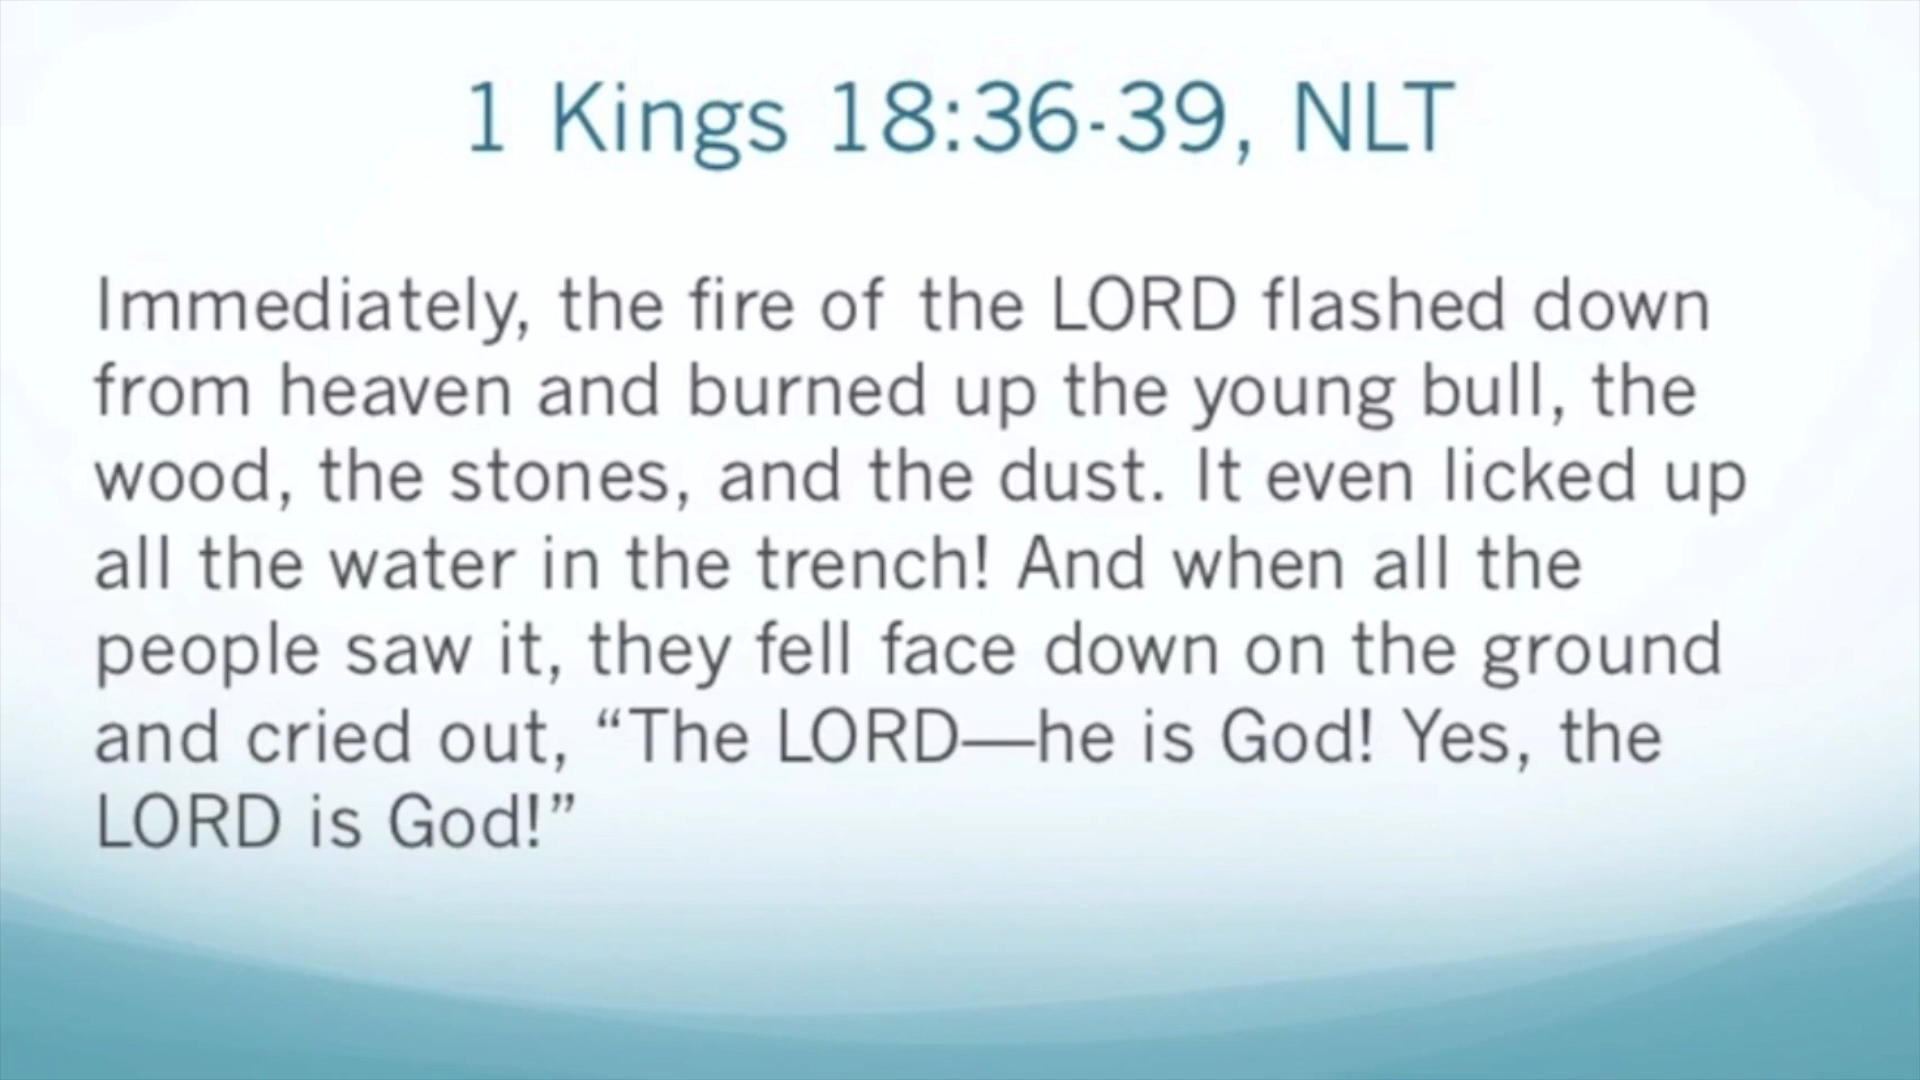 1 Kings 18:36-39, NLT
Immediately, the fire of the LORD flashed down
from heaven and burned up the young bull, the
wood, the stones, and the dust. It even licked up
all the water in the trench! And when all the
people saw it, they fell face down on the ground
and cried out, “The LORD—he is God! Yes, the
LORD is God!”